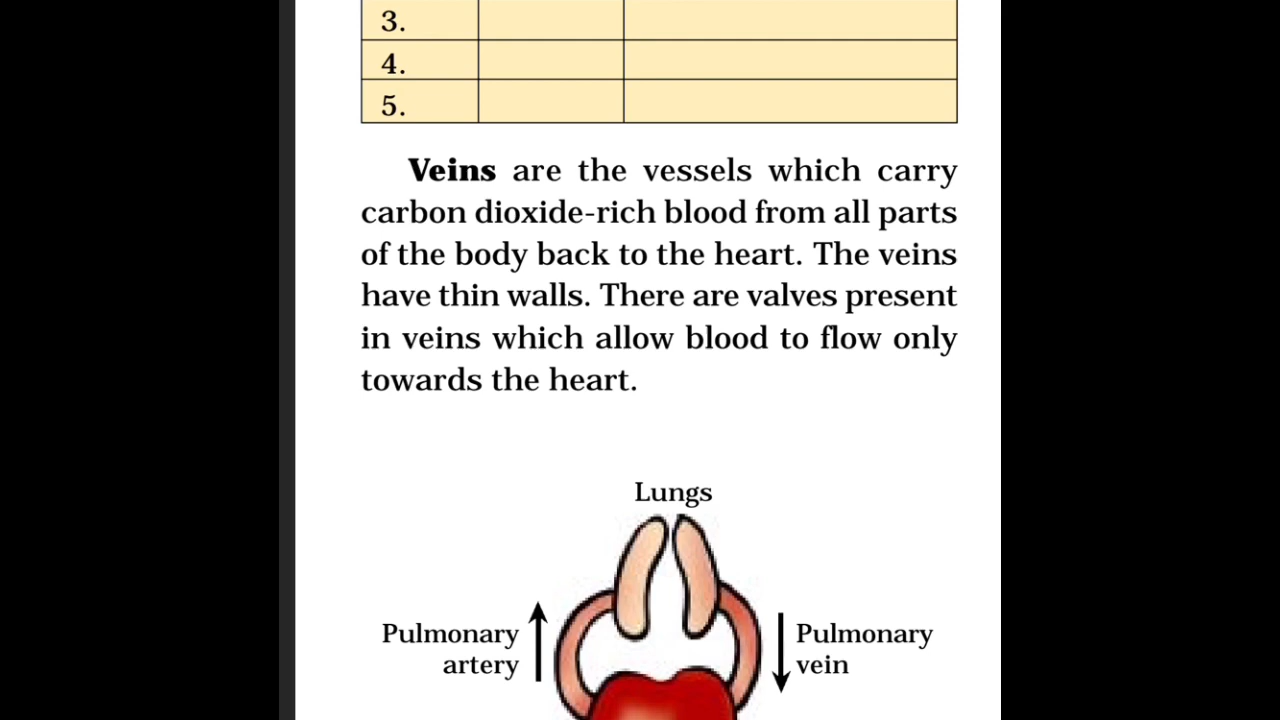 3.
4.
5.
Veins are the vessels which carry
carbon dioxide-rich blood from all parts
of the body back to the heart. The veins
have thin walls. There are valves present
in veins which allow blood to flow only
towards the heart.
Lungs
Pulmonary
artery
Pulmonary
vein